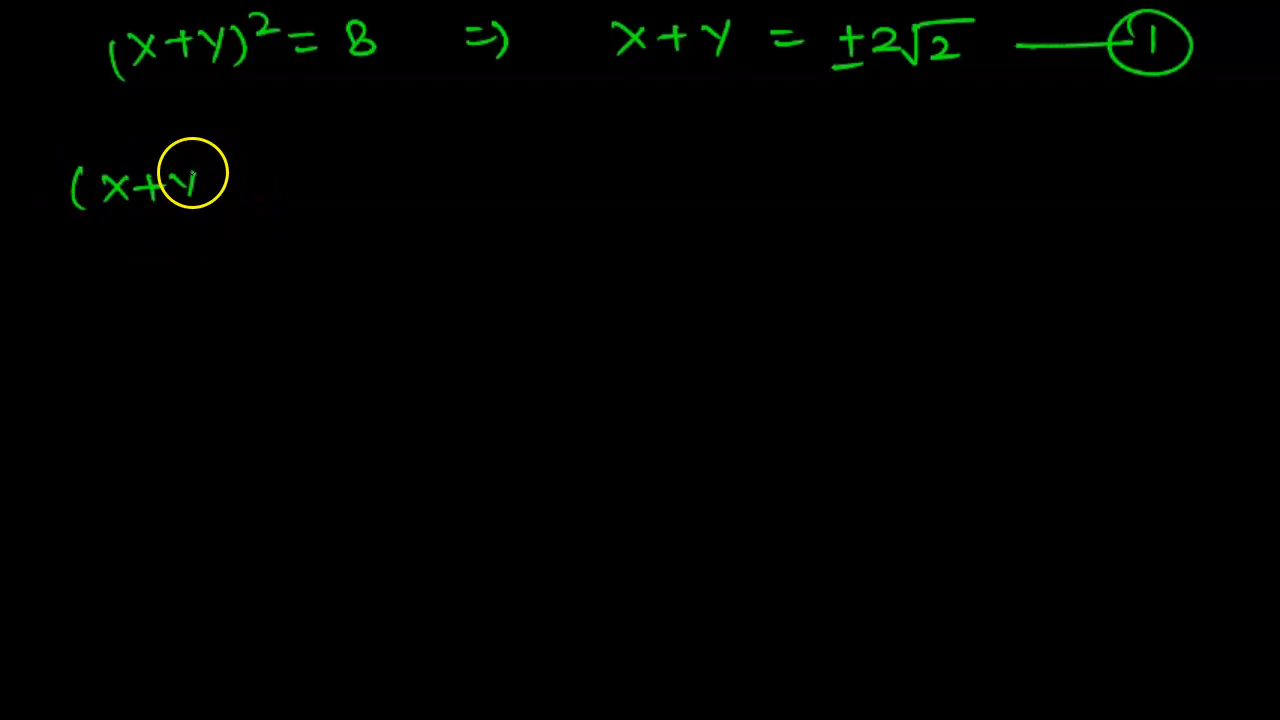 (x+y)² = 8 ⇒ x+y = ±2√2 —— ①
(x+y